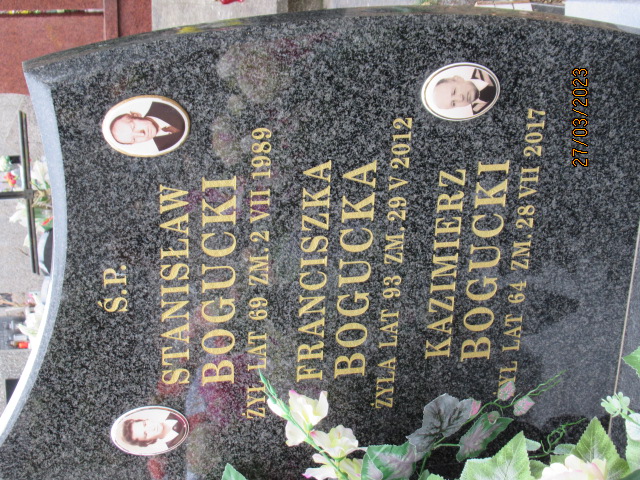 Ś.P.
STANISŁAW
BOGUCKI
ŻYŁ LAT 69 ZM. 2 VII 1989
FRANCISZKA
BOGUCKA
ŻYŁA LAT 93 ZM. 29 V 2012
KAZIMIERZ
BOGUCKI
LAT 64 ZM. 28 VII 2017
27/03/2023